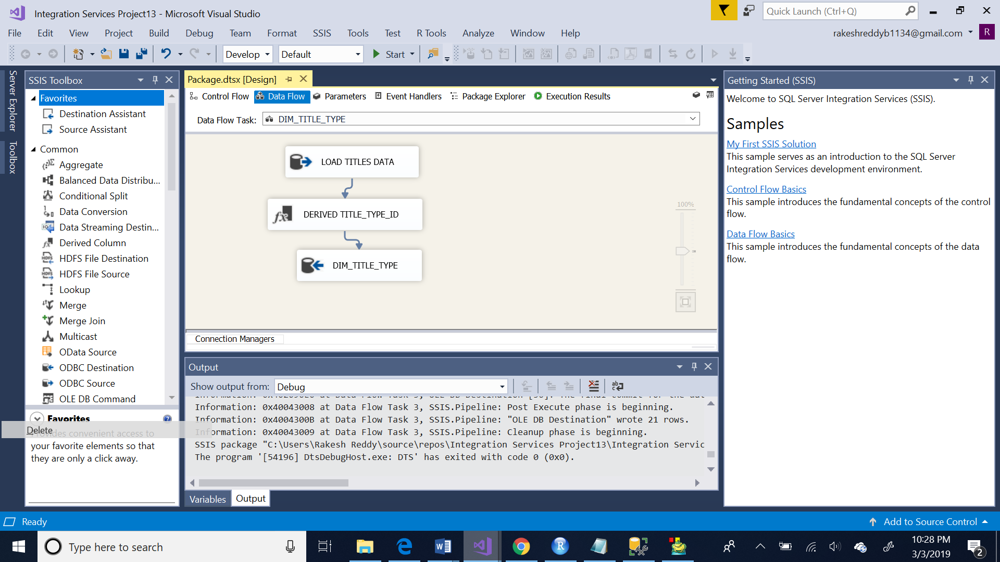 Integration Services Project13 - Microsoft Visual Studio
Quick Launch (Ctrl+Q)
File Edit View Project Build Debug Team Format SSIS Tools Test R Tools Analyze Window Help
rakeshreddyb1134@gmail.com R
Develop Default Start
Server Explorer
Toolbox
SSIS Toolbox
Favorites
Destination Assistant
Source Assistant
Common
Aggregate
Balanced Data Distribu...
Conditional Split
Data Conversion
Data Streaming Destin...
Derived Column
HDFS File Destination
HDFS File Source
Lookup
Merge
Merge Join
Multicast
OData Source
ODBC Destination
ODBC Source
OLE DB Command
Favorites
Delete
Provides convenient access to
your favorite elements so that
they are only a click away.
Package.dtsx [Design]
Control Flow Data Flow Parameters Event Handlers Package Explorer Execution Results
Data Flow Task: DIM_TITLE_TYPE
LOAD TITLES DATA
DERIVED TITLE_TYPE_ID
DIM_TITLE_TYPE
100%
Connection Managers
Output
Show output from: Debug
Information: 0x40043008 at Data Flow Task 3, SSIS.Pipeline: Post Execute phase is beginning.
Information: 0x4004300B at Data Flow Task 3, SSIS.Pipeline: "OLE DB Destination" wrote 21 rows.
Information: 0x40043009 at Data Flow Task 3, SSIS.Pipeline: Cleanup phase is beginning.
SSIS package "C:\Users\Rakesh Reddy\source\repos\Integration Services Project13\Integration Servic
The program '[54196] DtsDebugHost.exe: DTS' has exited with code 0 (0x0).
Variables Output
Getting Started (SSIS)
Welcome to SQL Server Integration Services (SSIS).
Samples
My First SSIS Solution
This sample serves as an introduction to the SQL Server
Integration Services development environment.
Control Flow Basics
This sample introduces the fundamental concepts of the control
flow.
Data Flow Basics
This sample introduces the fundamental concepts of the data
flow.
Ready
Add to Source Control
Type here to search
10:28 PM
3/3/2019
2